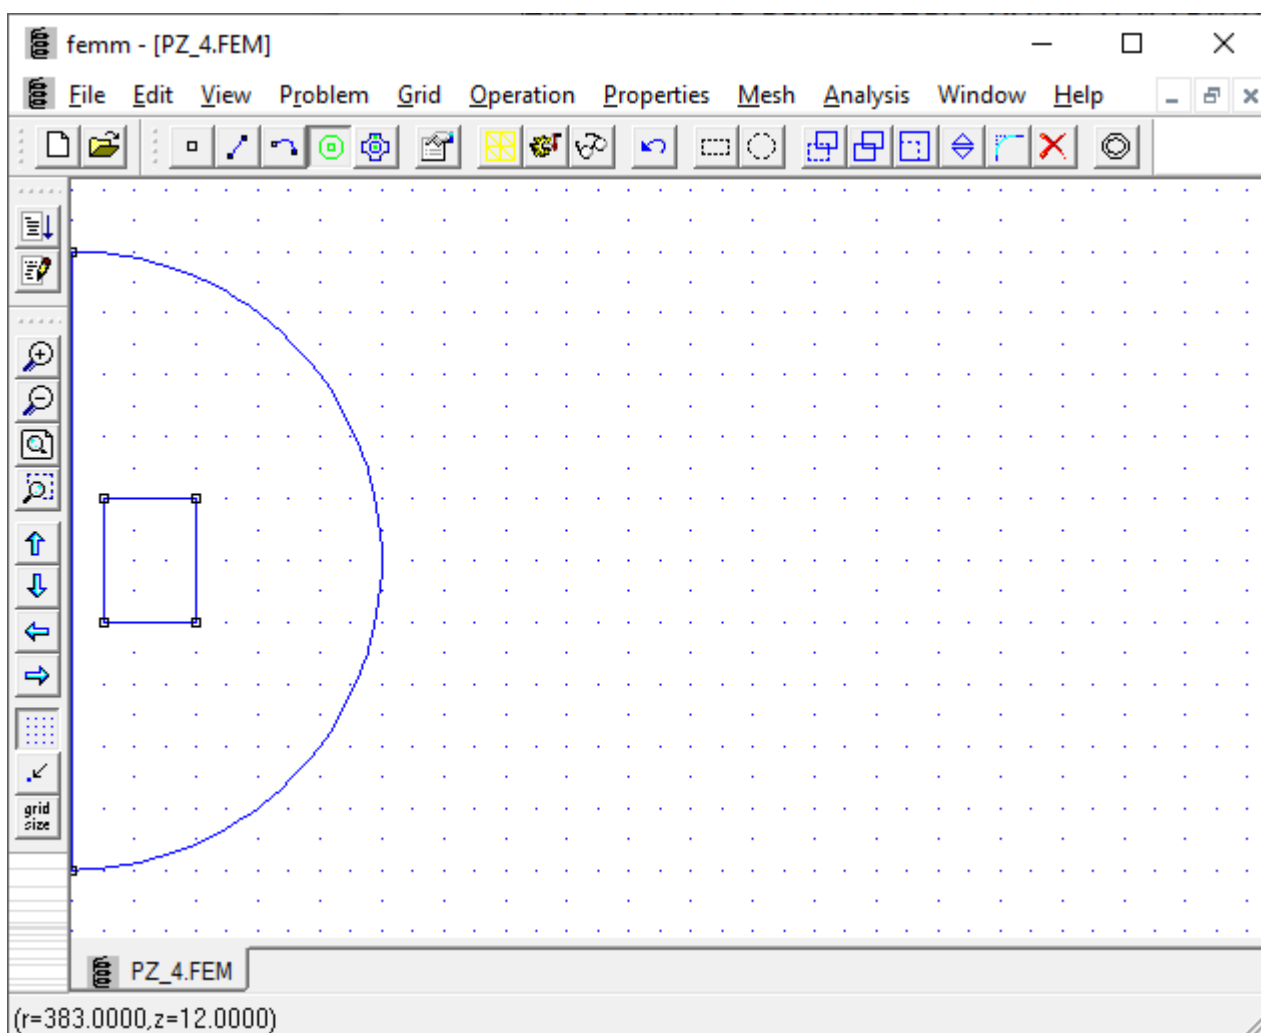 femm - [PZ_4.FEM]
File Edit View Problem Grid Operation Properties Mesh Analysis Window Help
grid
size
PZ_4.FEM
(r=383.0000,z=12.0000)